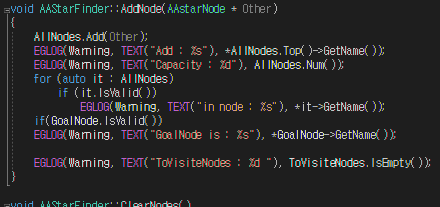 void AAStarFinder::AddNode(AAstarNode * Other)
{
AllNodes.Add(Other);
EGLOG(Warning, TEXT("Add : %s"), *AllNodes.Top()->GetName());
EGLOG(Warning, TEXT("Capacity : %d"), AllNodes.Num());
for (auto it : AllNodes)
if (it.IsValid())
EGLOG(Warning, TEXT("in node : %s"), *it->GetName());
if(GoalNode.IsValid())
EGLOG(Warning, TEXT("GoalNode is : %s"), *GoalNode->GetName());
EGLOG(Warning, TEXT("ToVisiteNodes : %d "), ToVisiteNodes.IsEmpty());
}
void AAStarFinder::ClearNodes()